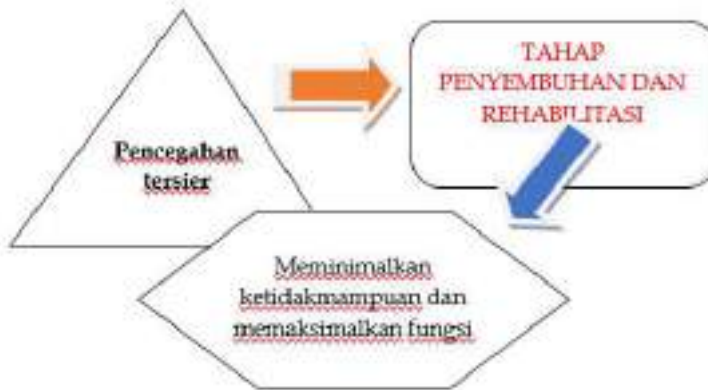 Pencegahan
tersier
TAHAP
PENYEMBUHAN DAN
REHABILITASI
Meminimalkan
ketidakmampuan dan
memaksimalkan fungsi